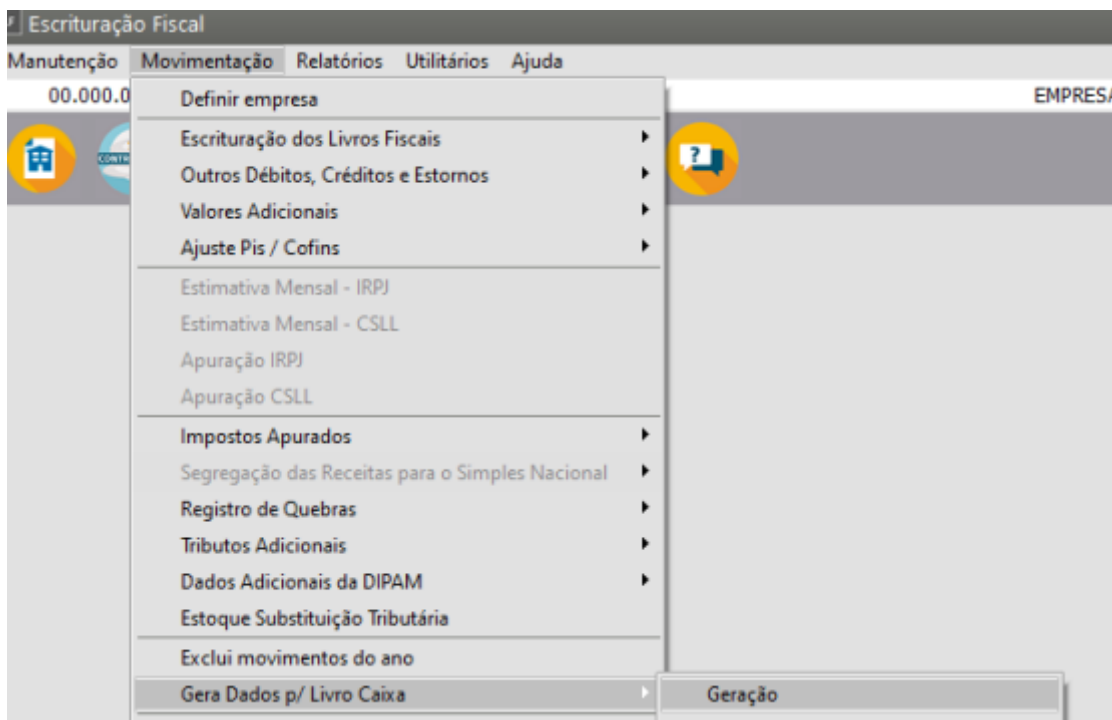 Escrituração Fiscal
Manutenção Movimentação Relatórios Utilitários Ajuda
00.000.0 EMPRESA
Definir empresa
Escrituração dos Livros Fiscais
Outros Débitos, Créditos e Estornos
Valores Adicionais
Ajuste Pis / Cofins
Estimativa Mensal - IRPJ
Estimativa Mensal - CSLL
Apuração IRPJ
Apuração CSLL
Impostos Apurados
Segregação das Receitas para o Simples Nacional
Registro de Quebras
Tributos Adicionais
Dados Adicionais da DIPAM
Estoque Substituição Tributária
Exclui movimentos do ano
Gera Dados p/ Livro Caixa Geração